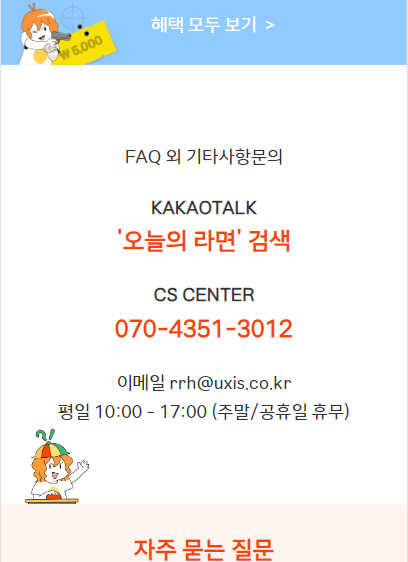 ₩ 5,000
혜택 모두 보기 >
FAQ 외 기타사항문의
KAKAOTALK
'오늘의 라면' 검색
CS CENTER
070-4351-3012
이메일 rrh@uxis.co.kr
평일 10:00 - 17:00 (주말/공휴일 휴무)
?!
자주 묻는 질문